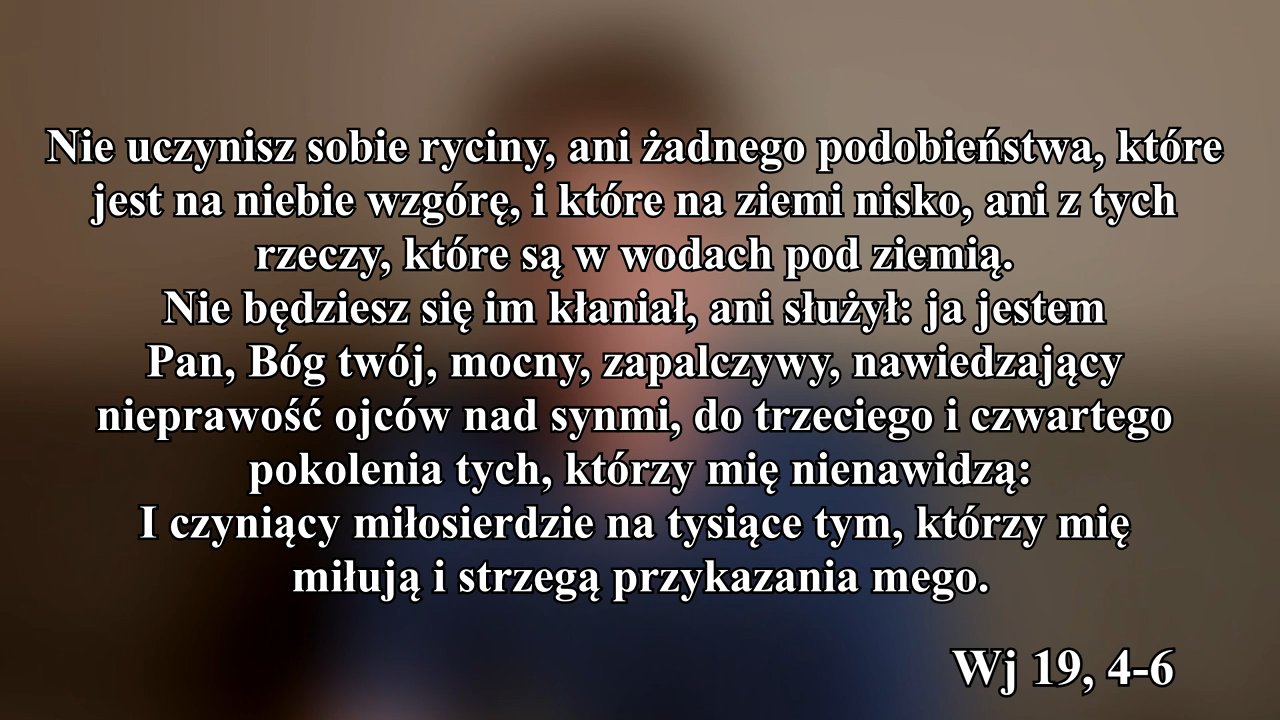 Nie uczynisz sobie ryciny, ani żadnego podobieństwa, które
jest na niebie wzgórę, i które na ziemi nisko, ani z tych
rzeczy, które są w wodach pod ziemią.
Nie będziesz się im kłaniał, ani służył: ja jestem
Pan, Bóg twój, mocny, zapalczywy, nawiedzający
nieprawość ojców nad synmi, do trzeciego i czwartego
pokolenia tych, którzy mię nienawidzą:
I czyniący miłosierdzie na tysiące tym, którzy mię
miłują i strzegą przykazania mego.
Wj 19, 4-6